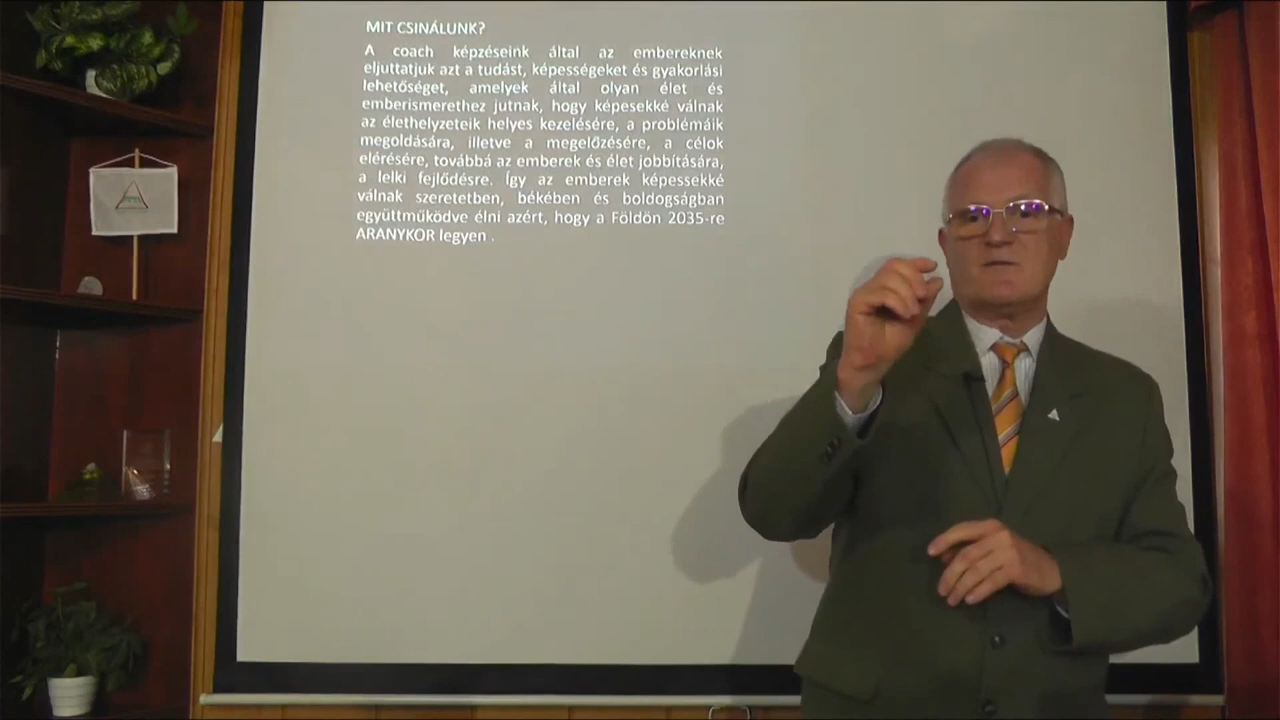 MIT CSINÁLUNK?
A coach képzéseink által az embereknek
eljuttatjuk azt a tudást, képességeket és gyakorlási
lehetőséget, amelyek által olyan élet és
emberismerethez jutnak, hogy képesekké válnak
az élethelyzeteik helyes kezelésére, a problémáik
megoldására, illetve a megelőzésére, a célok
elérésére, továbbá az emberek és élet jobbítására,
a lelki fejlődésre. Így az emberek képessekké
válnak szeretetben, békében és boldogságban
együttműködve élni azért, hogy a Földön 2035-re
ARANYKOR legyen .